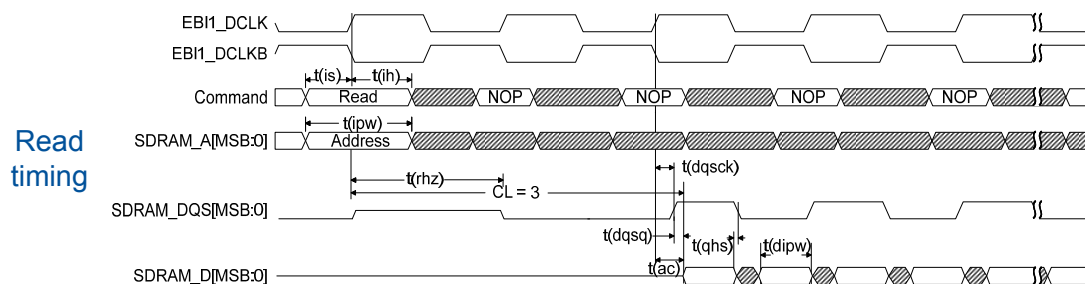 EBI1_DCLK
EBI1_DCLKB
t(is) t(ih)
Command Read NOP NOP NOP NOP
t(ipw)
SDRAM_A[MSB:0] Address
Read
timing
t(dqsck)
t(rhz)
CL = 3
SDRAM_DQS[MSB:0]
t(dqsq) t(qhs) t(dipw)
t(ac)
SDRAM_D[MSB:0]